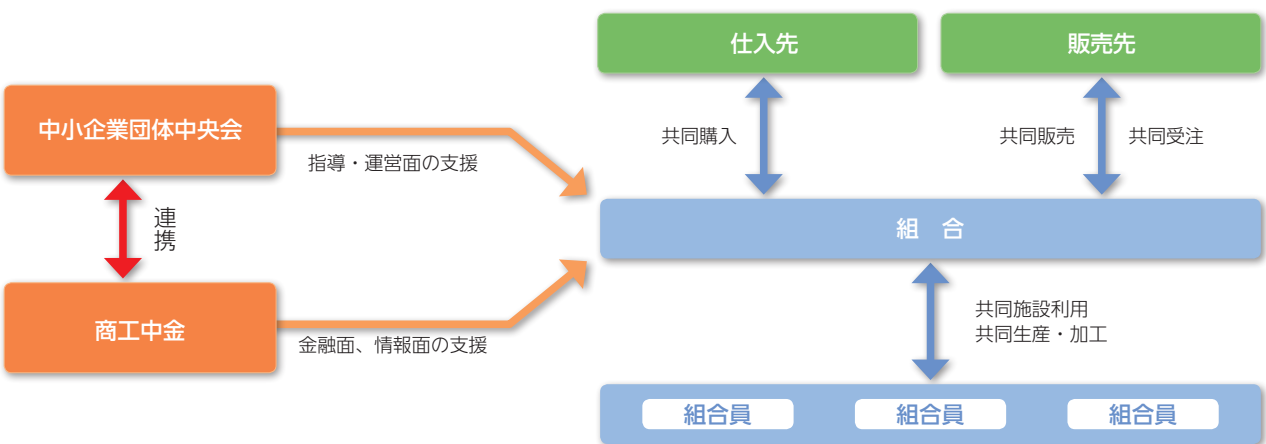 仕入先
販売先
中小企業団体中央会
共同購入
共同販売
共同受注
指導・運営面の支援
連携
組　合
商工中金
金融面、情報面の支援
共同施設利用
共同生産・加工
組合員
組合員
組合員